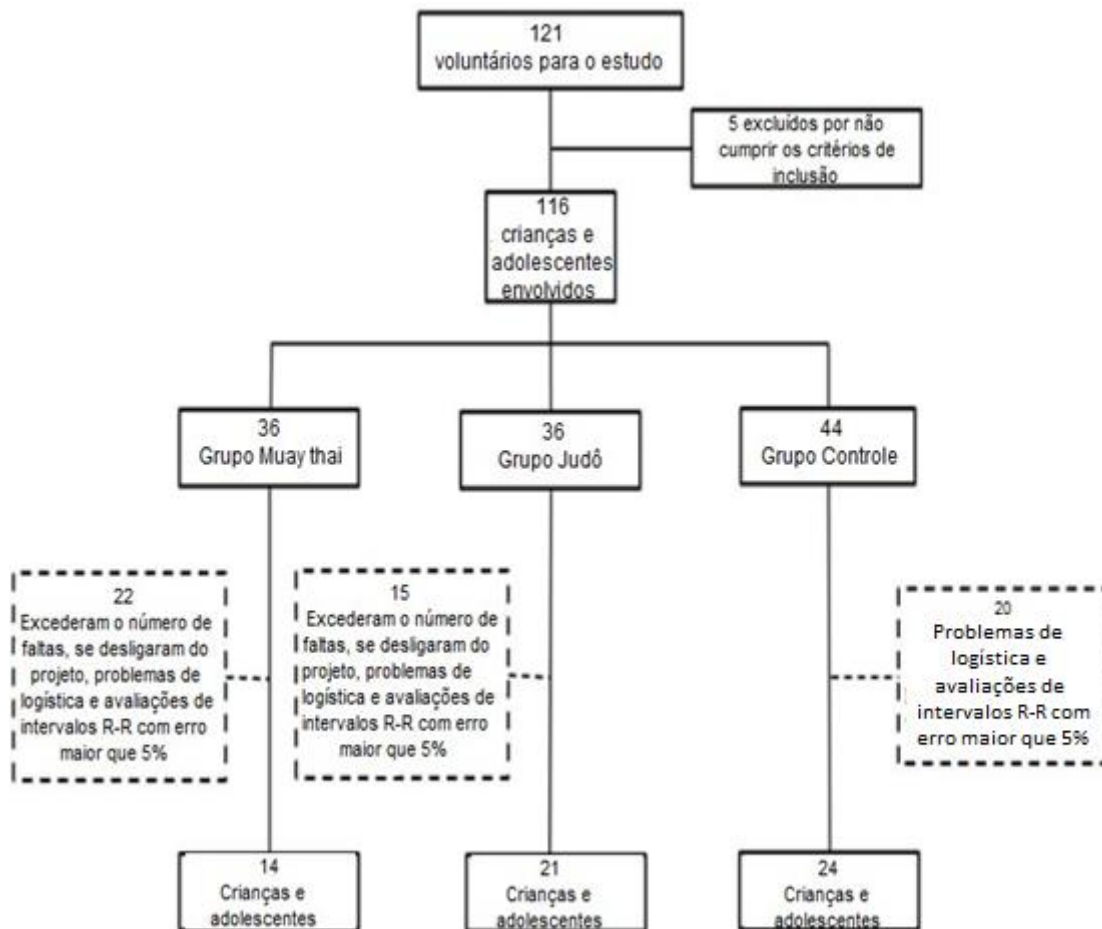 121
voluntários para o estudo
5 excluídos por não
cumprir os critérios de
inclusão
116
crianças e
adolescentes
envolvidos
36
Grupo Muay thai
36
Grupo Judô
44
Grupo Controle
22
Excederam o número de
faltas, se desligaram do
projeto, problemas de
logística e avaliações de
intervalos R-R com erro
maior que 5%
15
Excederam o número de
faltas, se desligaram do
projeto, problemas de
logística e avaliações de
intervalos R-R com erro
maior que 5%
20
Problemas de
logística e
avaliações de
intervalos R-R com
erro maior que 5%
14
Crianças e
adolescentes
21
Crianças e
adolescentes
24
Crianças e
adolescentes